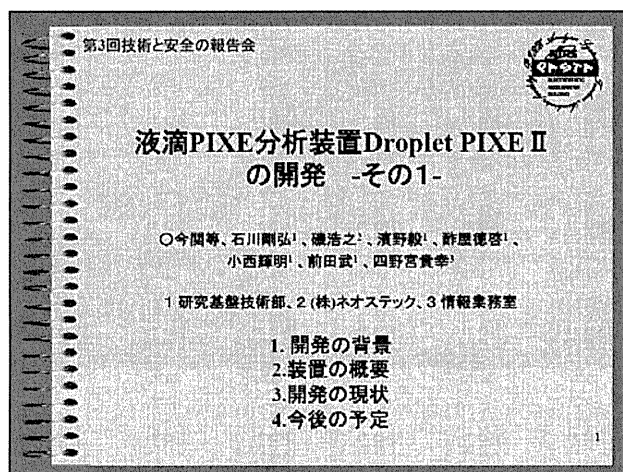 第3回技術と安全の報告会
液滴PIXE分析装置Droplet PIXEⅡ
の開発 -その1-
○今関等、石川剛弘¹、磯浩之²、濱野毅¹、酢屋徳啓¹、
小西輝明¹、前田武¹、四野宮貴幸³
1 研究基盤技術部、2 (株)ネオステック、3 情報業務室
1. 開発の背景
2.装置の概要
3.開発の現状
4.今後の予定
1